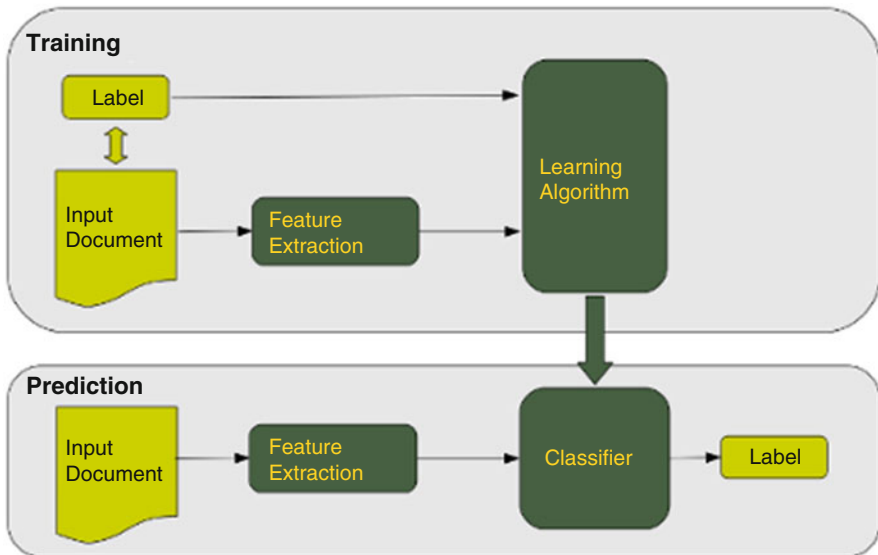 Training
Label
Learning
Algorithm
Input
Document
Feature
Extraction
Prediction
Input
Document
Feature
Extraction
Classifier
Label